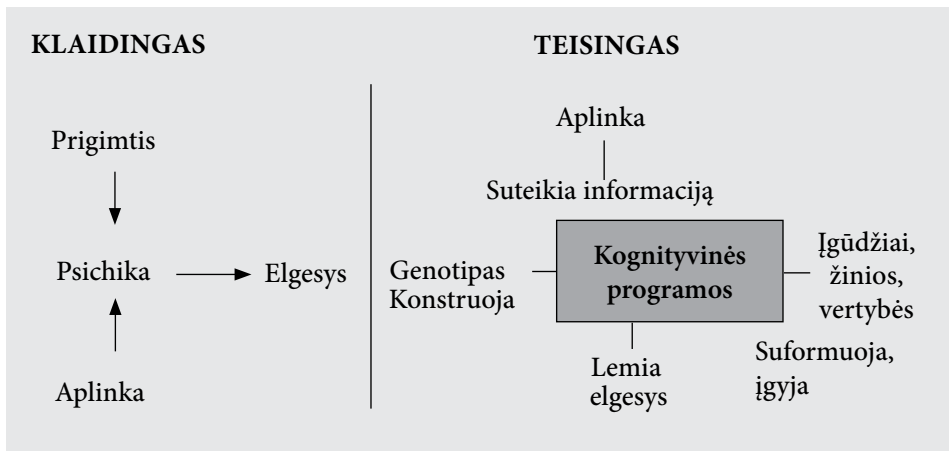 KLAIDINGAS
Prigimtis
Psichika
Elgesys
Aplinka
TEISINGAS
Aplinka
Suteikia informaciją
Genotipas
Konstruoja
Kognityvinės
programos
Įgūdžiai,
žinios,
vertybės
Suformuoja,
įgyja
Lemia
elgesys